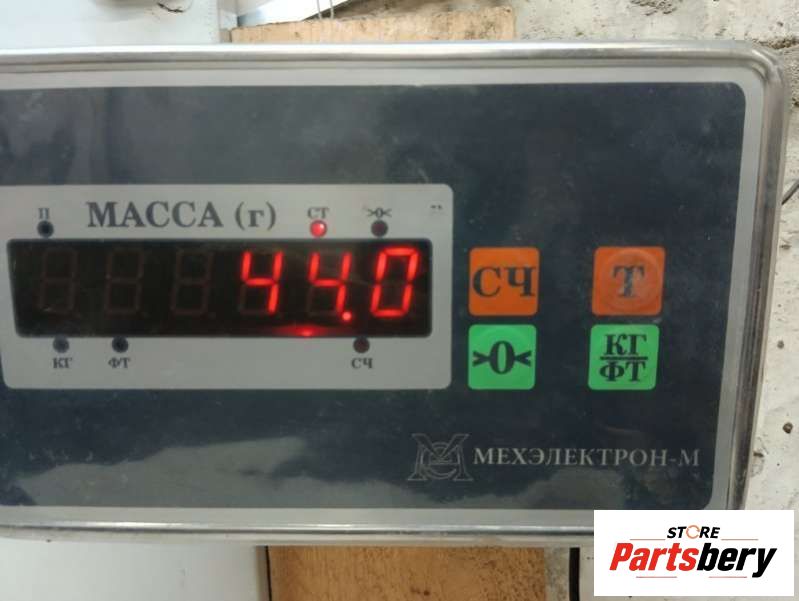 П МАССА (г) СТ >0<
44.0
КГ ФТ СЧ
СЧ Т
>0< КГ/ФТ
МЕХЭЛЕКТРОН-М
STORE
Partsbery